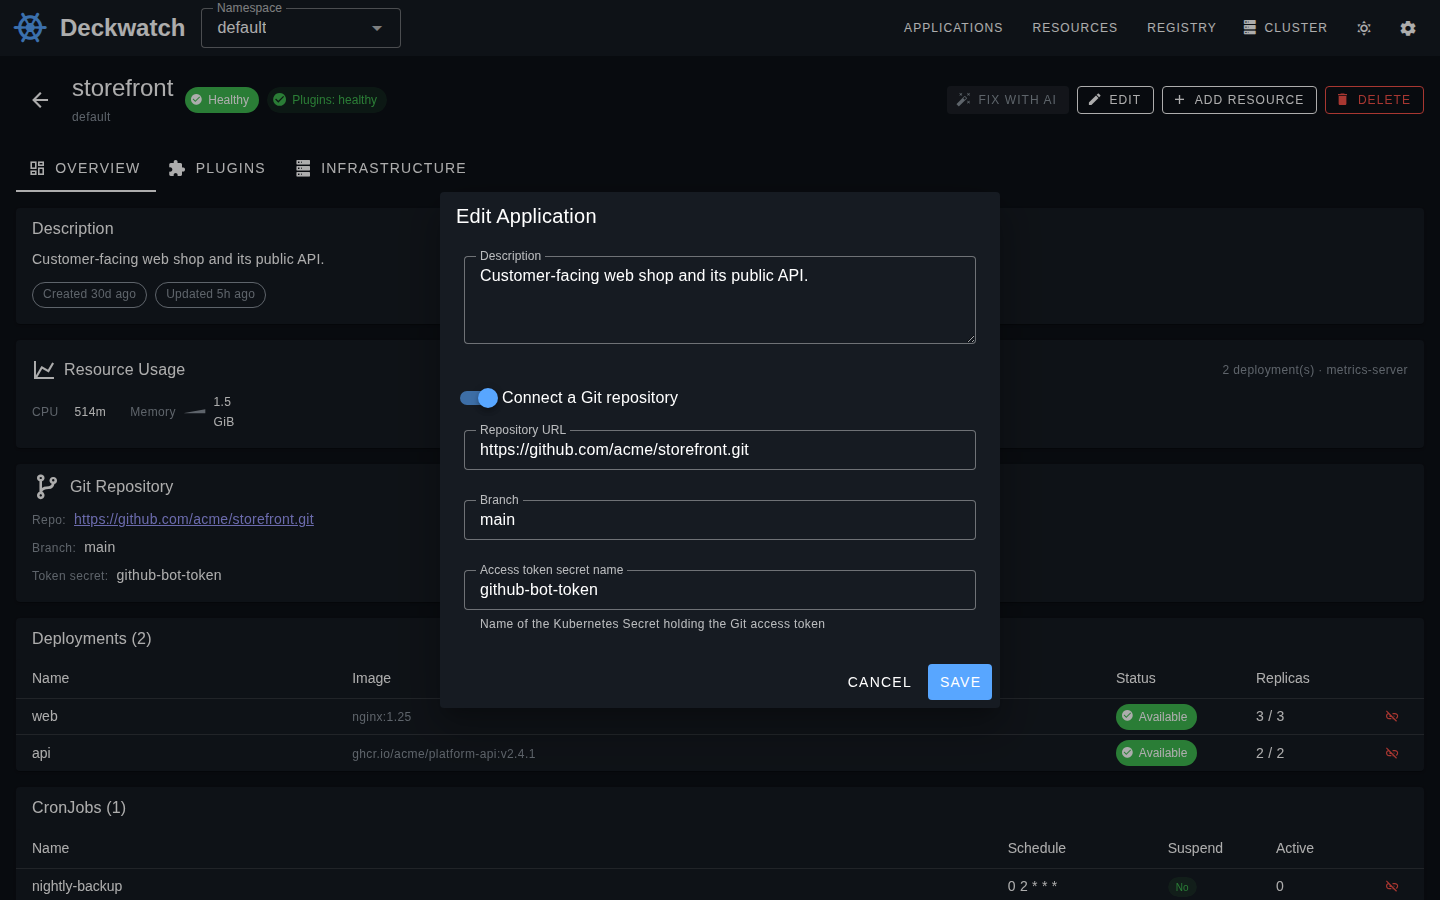 Deckwatch
Namespace
default
APPLICATIONS
RESOURCES
REGISTRY
CLUSTER
storefront
default
Healthy
Plugins: healthy
FIX WITH AI
EDIT
ADD RESOURCE
DELETE
OVERVIEW
PLUGINS
INFRASTRUCTURE
Description
Customer-facing web shop and its public API.
Created 30d ago
Updated 5h ago
Resource Usage
2 deployment(s) · metrics-server
CPU 514m Memory 1.5 GiB
Git Repository
Repo: https://github.com/acme/storefront.git
Branch: main
Token secret: github-bot-token
Edit Application
Description
Customer-facing web shop and its public API.
Connect a Git repository
Repository URL
https://github.com/acme/storefront.git
Branch
main
Access token secret name
github-bot-token
Name of the Kubernetes Secret holding the Git access token
CANCEL
SAVE
Deployments (2)
Name Image Status Replicas
web nginx:1.25 Available 3 / 3
api ghcr.io/acme/platform-api:v2.4.1 Available 2 / 2
CronJobs (1)
Name Schedule Suspend Active
nightly-backup 0 2 * * * No 0